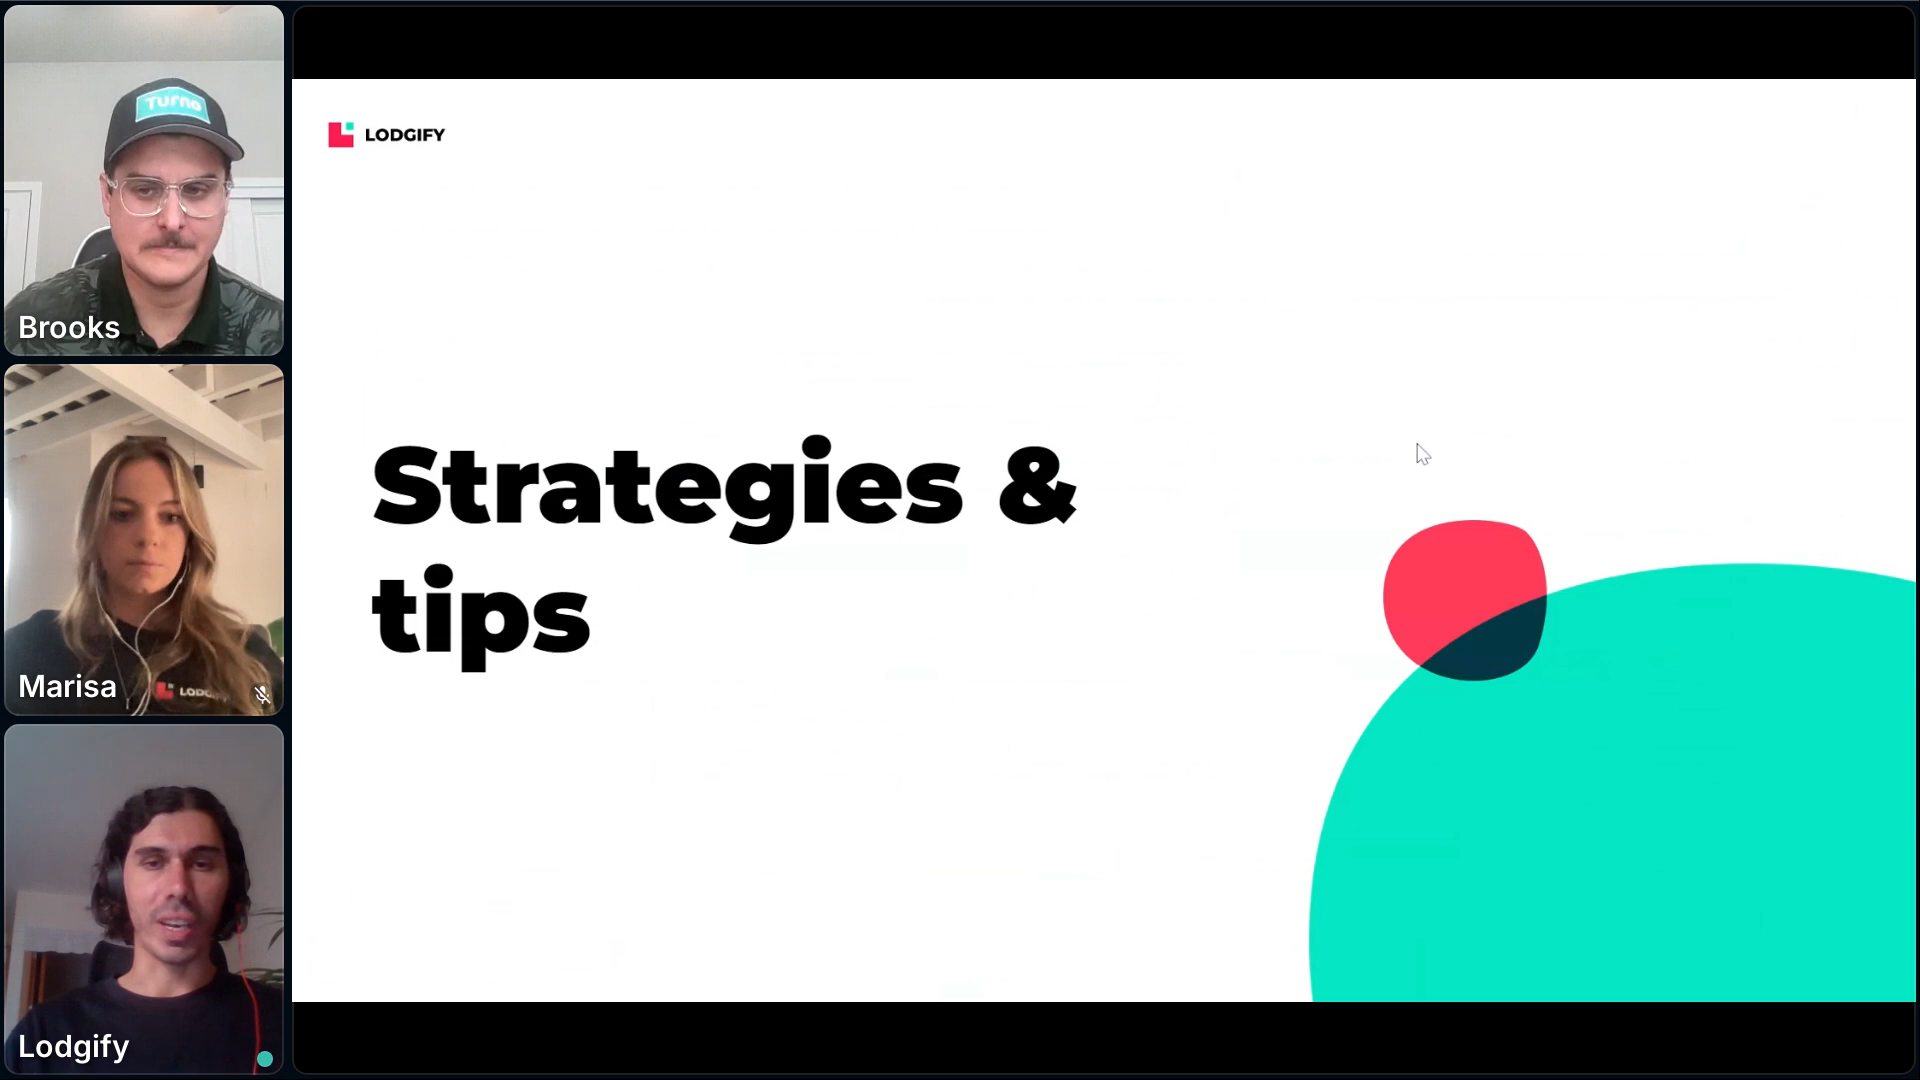 Turno
Brooks
LODGIFY
Strategies &
tips
Marisa
Lodgify